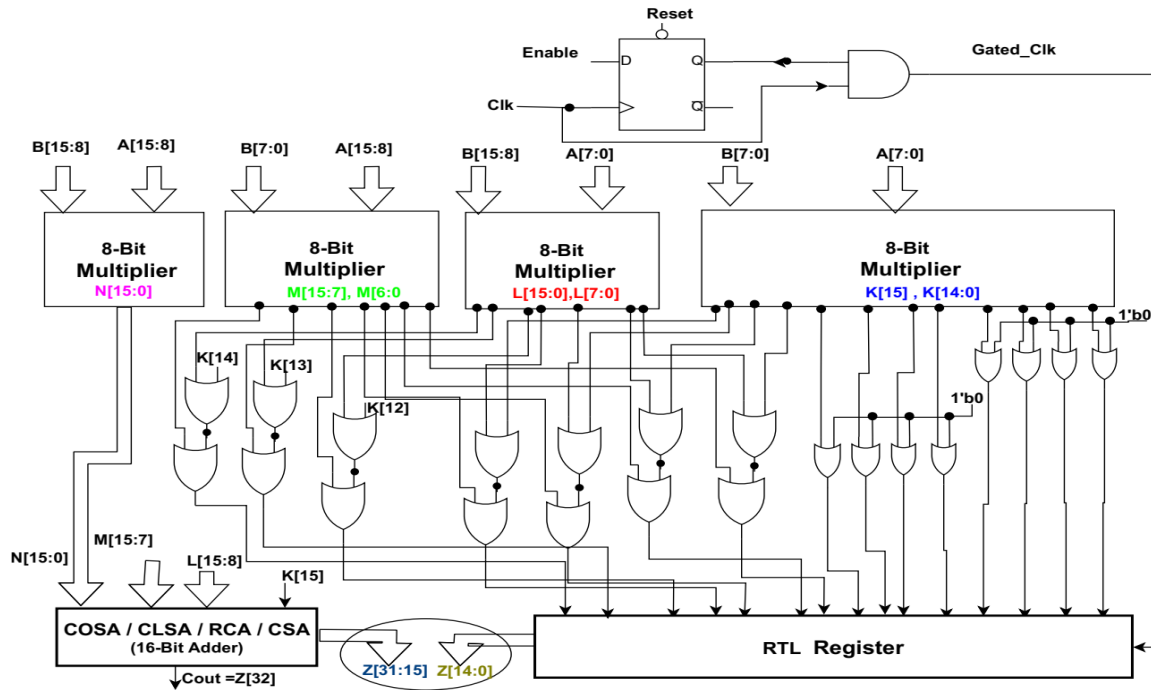 Reset
Enable
D
Q
Gated_Clk
Clk
Q
B[15:8]
A[15:8]
B[7:0]
A[15:8]
B[15:8]
A[7:0]
B[7:0]
A[7:0]
8-Bit
Multiplier
N[15:0]
8-Bit
Multiplier
M[15:7], M[6:0
8-Bit
Multiplier
L[15:0],L[7:0]
8-Bit
Multiplier
K[15] , K[14:0]
1'b0
K[14]
K[13]
K[12]
1'b0
N[15:0]
M[15:7]
L[15:8]
K[15]
COSA / CLSA / RCA / CSA
(16-Bit Adder)
Z[31:15]
Z[14:0]
RTL Register
Cout =Z[32]